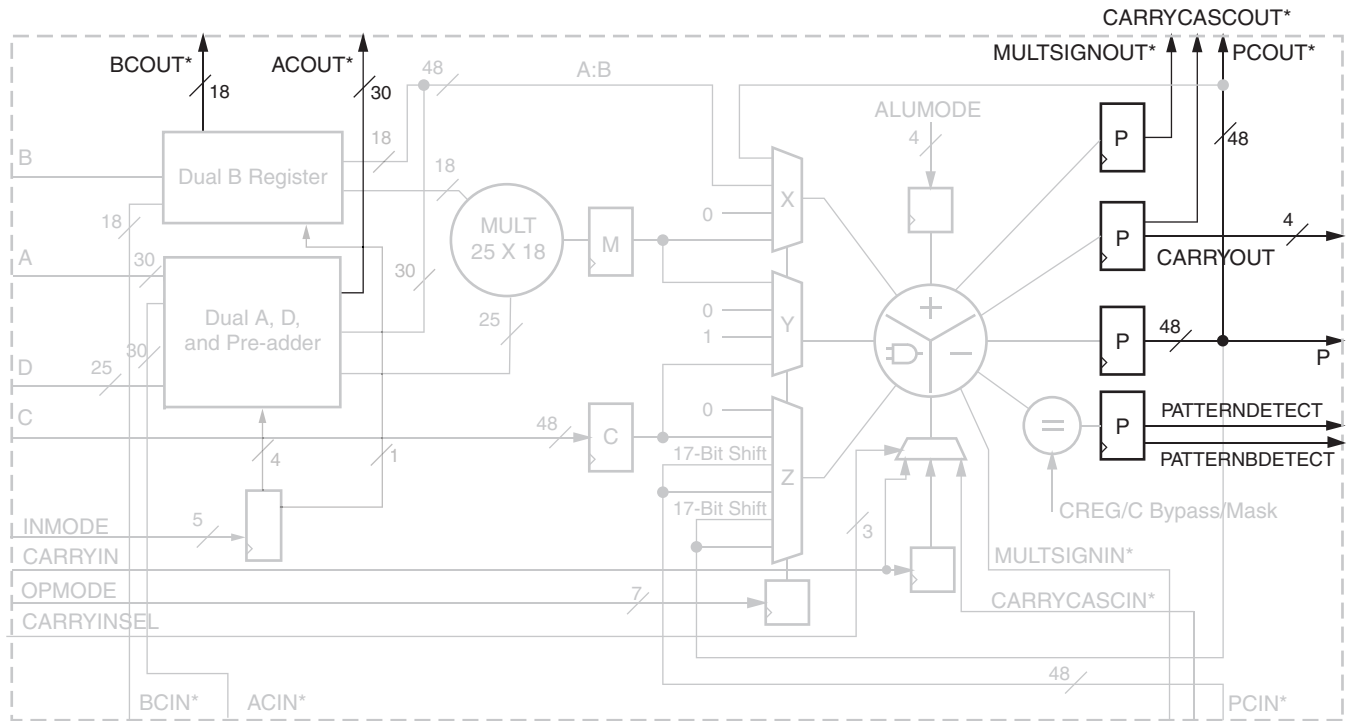 CARRYCASCOUT*
BCOUT*
ACOUT*
MULTSIGNOUT*
PCOUT*
48
A:B
18
30
ALUMODE
4
B
Dual B Register
18
18
MULT
25 X 18
M
0
X
P
48
18
A
30
30
P
4
CARRYOUT
Dual A, D,
and Pre-adder
25
0
1
Y
+
−
P
48
P
30
D
25
C
48
C
0
=
P
PATTERNDETECT
PATTERNBDETECT
4
1
17-Bit Shift
Z
17-Bit Shift
CREG/C Bypass/Mask
INMODE
5
3
CARRYIN
MULTSIGNIN*
OPMODE
7
CARRYCASCIN*
CARRYINSEL
48
BCIN*
ACIN*
PCIN*